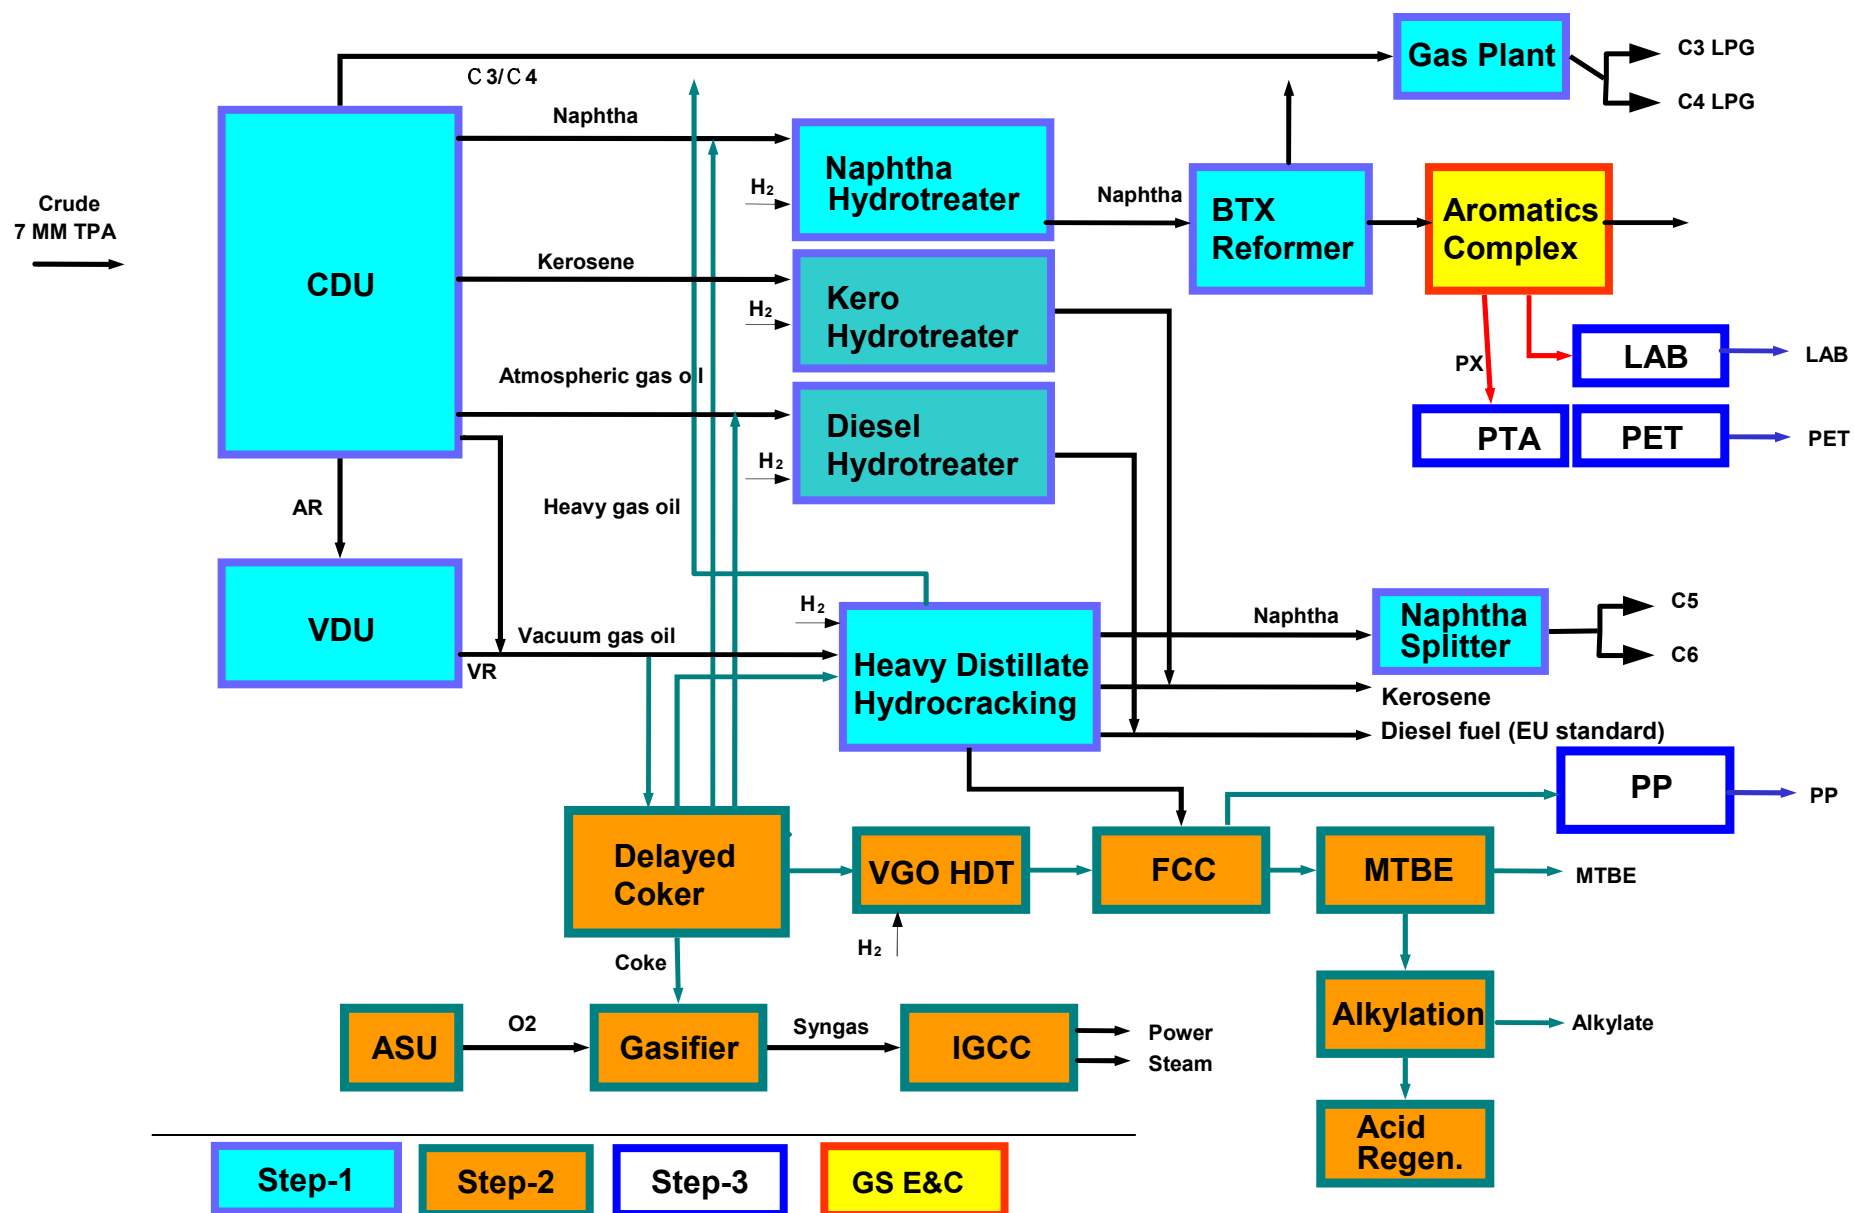 Gas Plant
C3 LPG
C4 LPG
C3/C4
Naphtha
Crude
7 MM TPA
CDU
H2
Naphtha
Hydrotreater
Naphtha
BTX
Reformer
Aromatics
Complex
Kerosene
H2
Kero
Hydrotreater
Atmospheric gas oil
H2
Diesel
Hydrotreater
PX
LAB
LAB
PTA
PET
PET
AR
Heavy gas oil
VDU
VR
Vacuum gas oil
H2
Heavy Distillate
Hydrocracking
Naphtha
Naphtha
Splitter
C5
C6
Kerosene
Diesel fuel (EU standard)
PP
PP
Delayed
Coker
VGO HDT
H2
FCC
MTBE
MTBE
Coke
ASU
O2
Gasifier
Syngas
IGCC
Power
Steam
Alkylation
Alkylate
Acid
Regen.
Step-1
Step-2
Step-3
GS E&C